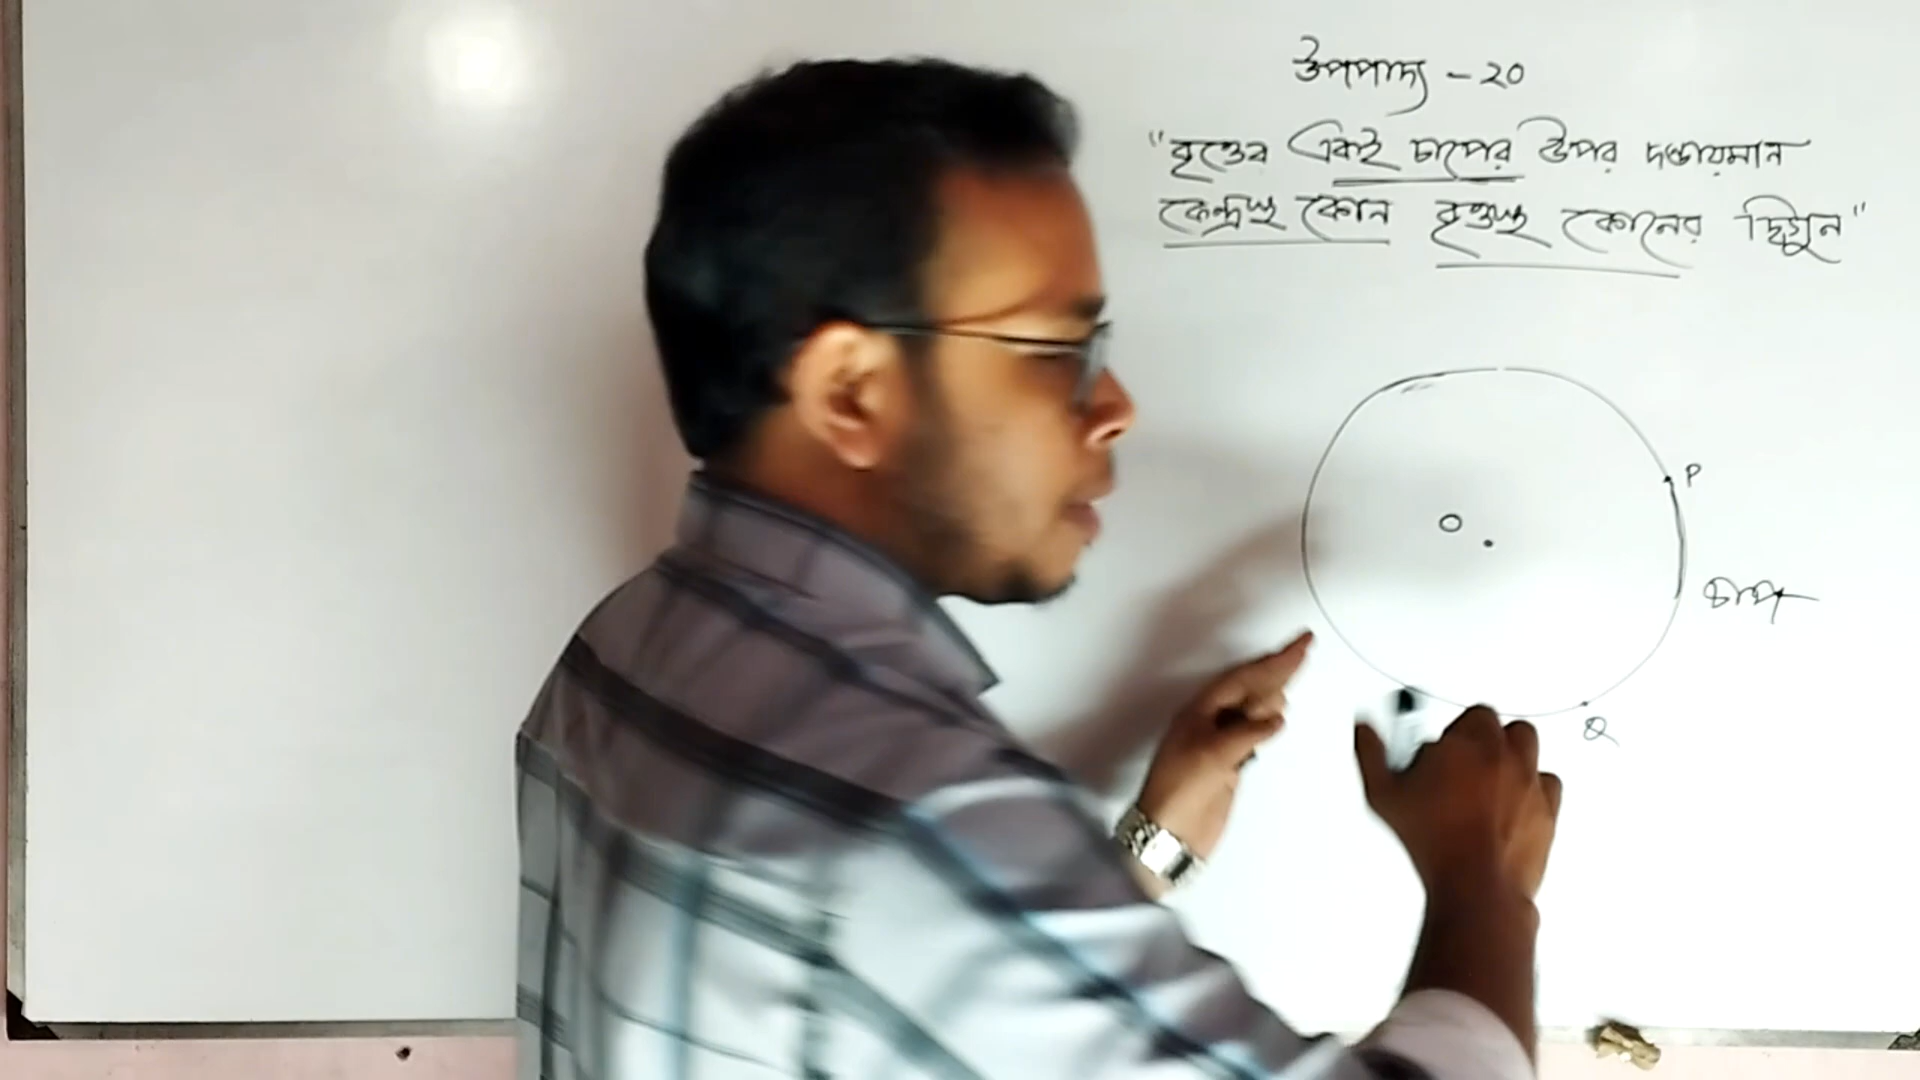 উপপাদ্য - ২০
"বৃত্তের একই চাপের উপর দণ্ডায়মান
কেন্দ্রস্থ কোন বৃত্তস্থ কোনের দ্বিগুন"
P
O
চাপ
Q